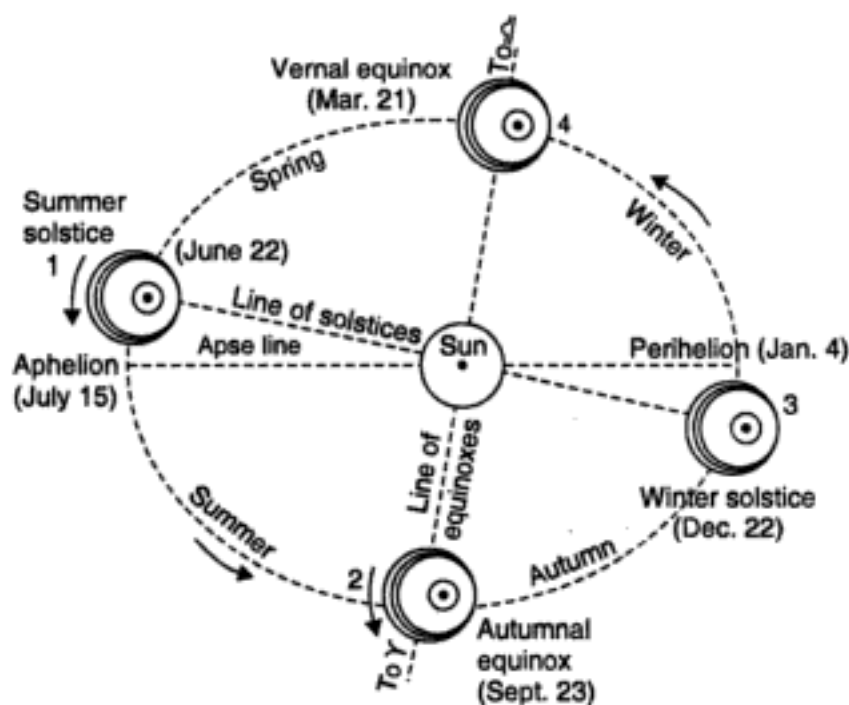 To ♎
Vernal equinox
(Mar. 21)
4
Spring
Winter
Summer
solstice
1
(June 22)
Line of solstices
Sun
Apse line
Perihelion (Jan. 4)
Aphelion
(July 15)
3
Line of
equinoxes
Winter solstice
(Dec. 22)
Summer
Autumn
2
Autumnal
equinox
(Sept. 23)
To ϒ